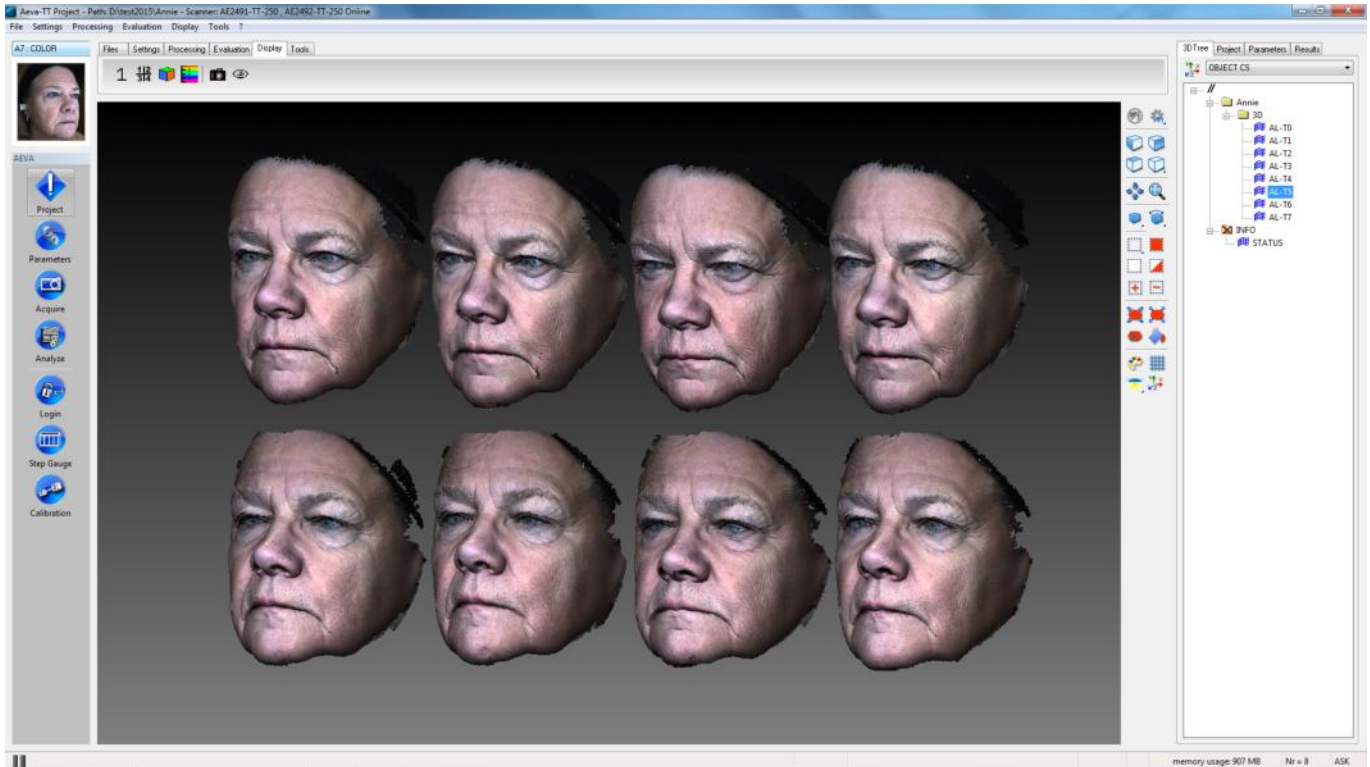 Aeva-TT Project - Path: D:\test2015\Annie - Scanner: AE2491-TT-250 , AE2492-TT-250 Online
File Settings Processing Evaluation Display Tools ?
A7 : COLOR
Files Settings Processing Evaluation Display Tools
1
AEVA
Project
Parameters
Acquire
Analyze
Login
Step Gauge
Calibration
3D Tree Project Parameters Results
OBJECT CS
//
Annie
3D
AL-T0
AL-T1
AL-T2
AL-T3
AL-T4
AL-T5
AL-T6
AL-T7
INFO
STATUS
memory usage: 907 MB Nr = 8 ASK